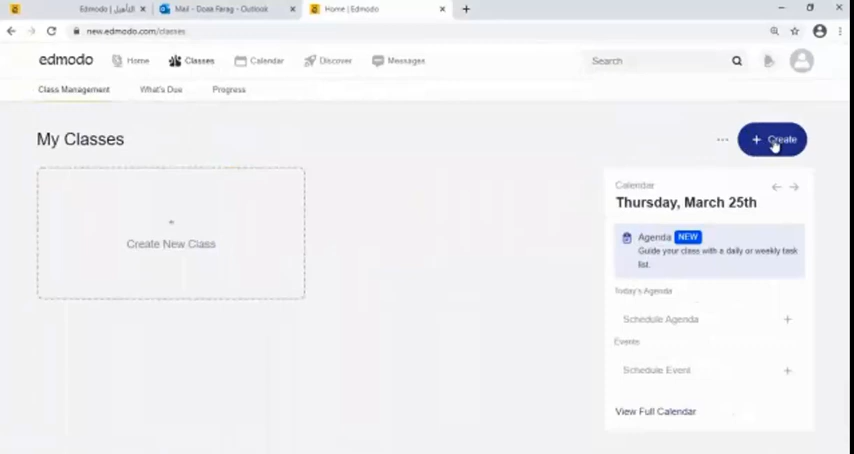 Edmodo | التأهيل
Mail - Doaa Farag - Outlook
Home | Edmodo
new.edmodo.com/classes
edmodo
Home
Classes
Calendar
Discover
Messages
Search
Class Management
What's Due
Progress
My Classes
+ Create
Create New Class
Calendar
Thursday, March 25th
Agenda NEW
Guide your class with a daily or weekly task
list.
Today's Agenda
Schedule Agenda +
Events
Schedule Event +
View Full Calendar